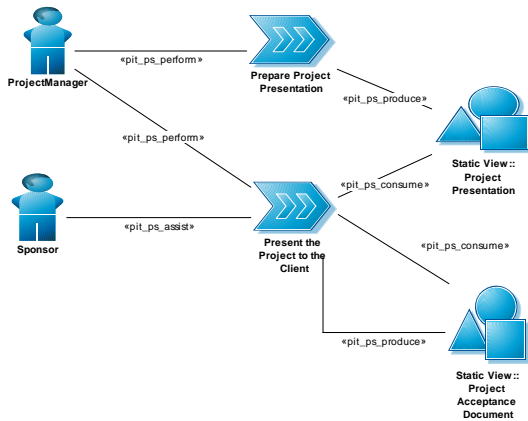 «pit_ps_perform»
ProjectManager
Prepare Project
Presentation
«pit_ps_produce»
«pit_ps_perform»
Static View::
Project
Presentation
«pit_ps_consume»
«pit_ps_assist»
Sponsor
Present the
Project to the
Client
«pit_ps_consume»
«pit_ps_produce»
Static View::
Project
Acceptance
Document